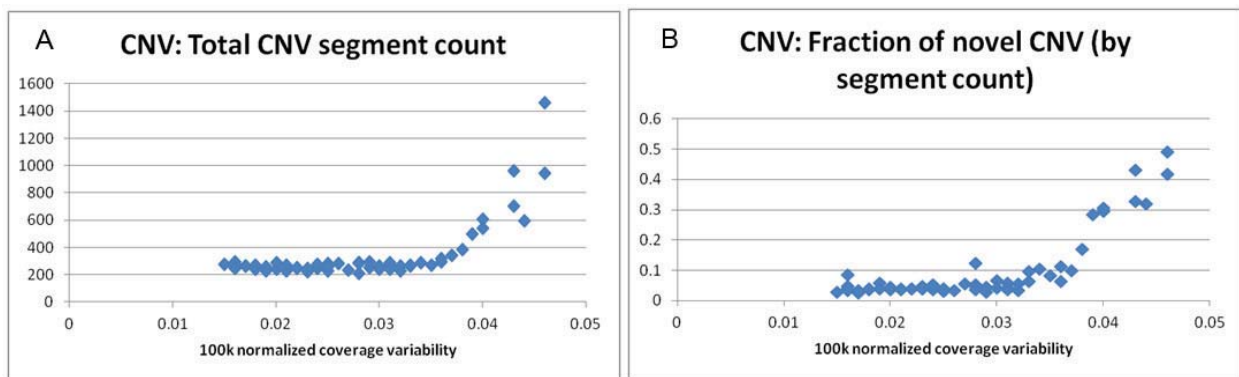 A
CNV: Total CNV segment count
1600
1400
1200
1000
800
600
400
200
0
0 0.01 0.02 0.03 0.04 0.05
100k normalized coverage variability
B
CNV: Fraction of novel CNV (by
segment count)
0.6
0.5
0.4
0.3
0.2
0.1
0
0 0.01 0.02 0.03 0.04 0.05
100k normalized coverage variability